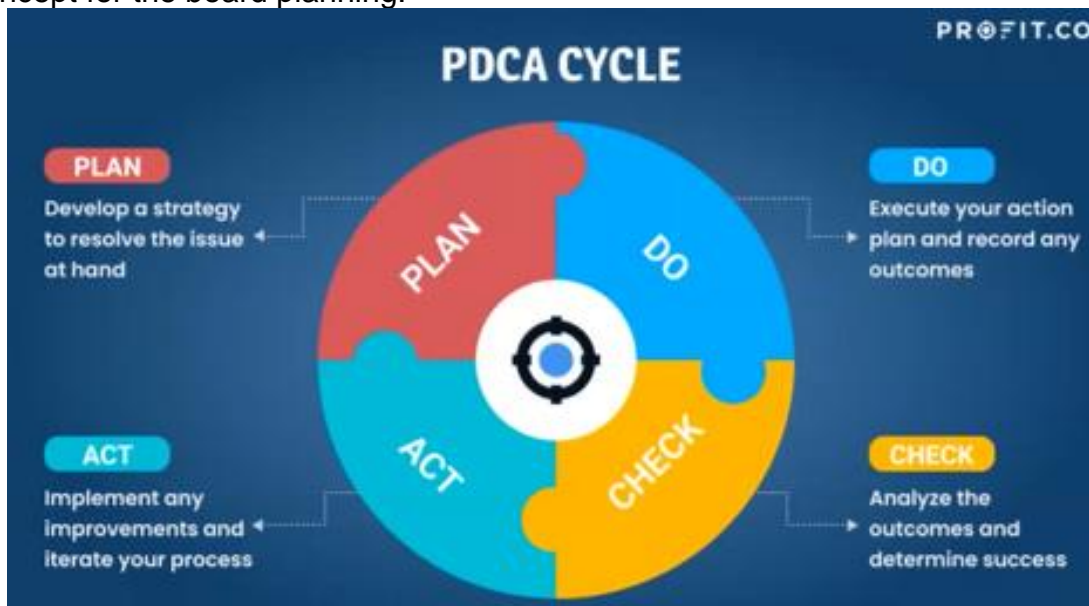 ncept for the board planning.
PROFIT.CO
PDCA CYCLE
PLAN
Develop a strategy
to resolve the issue
at hand
DO
Execute your action
plan and record any
outcomes
PLAN
DO
ACT
CHECK
ACT
Implement any
improvements and
iterate your process
CHECK
Analyze the
outcomes and
determine success